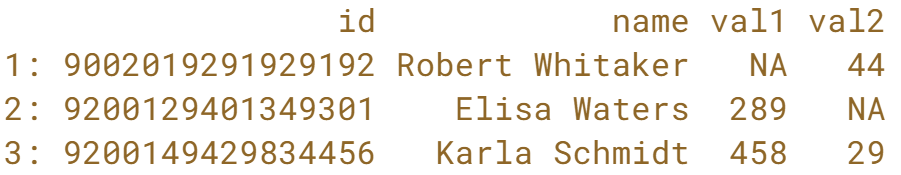 id name val1 val2
1: 9002019291929192 Robert Whitaker NA 44
2: 9200129401349301 Elisa Waters 289 NA
3: 9200149429834456 Karla Schmidt 458 29